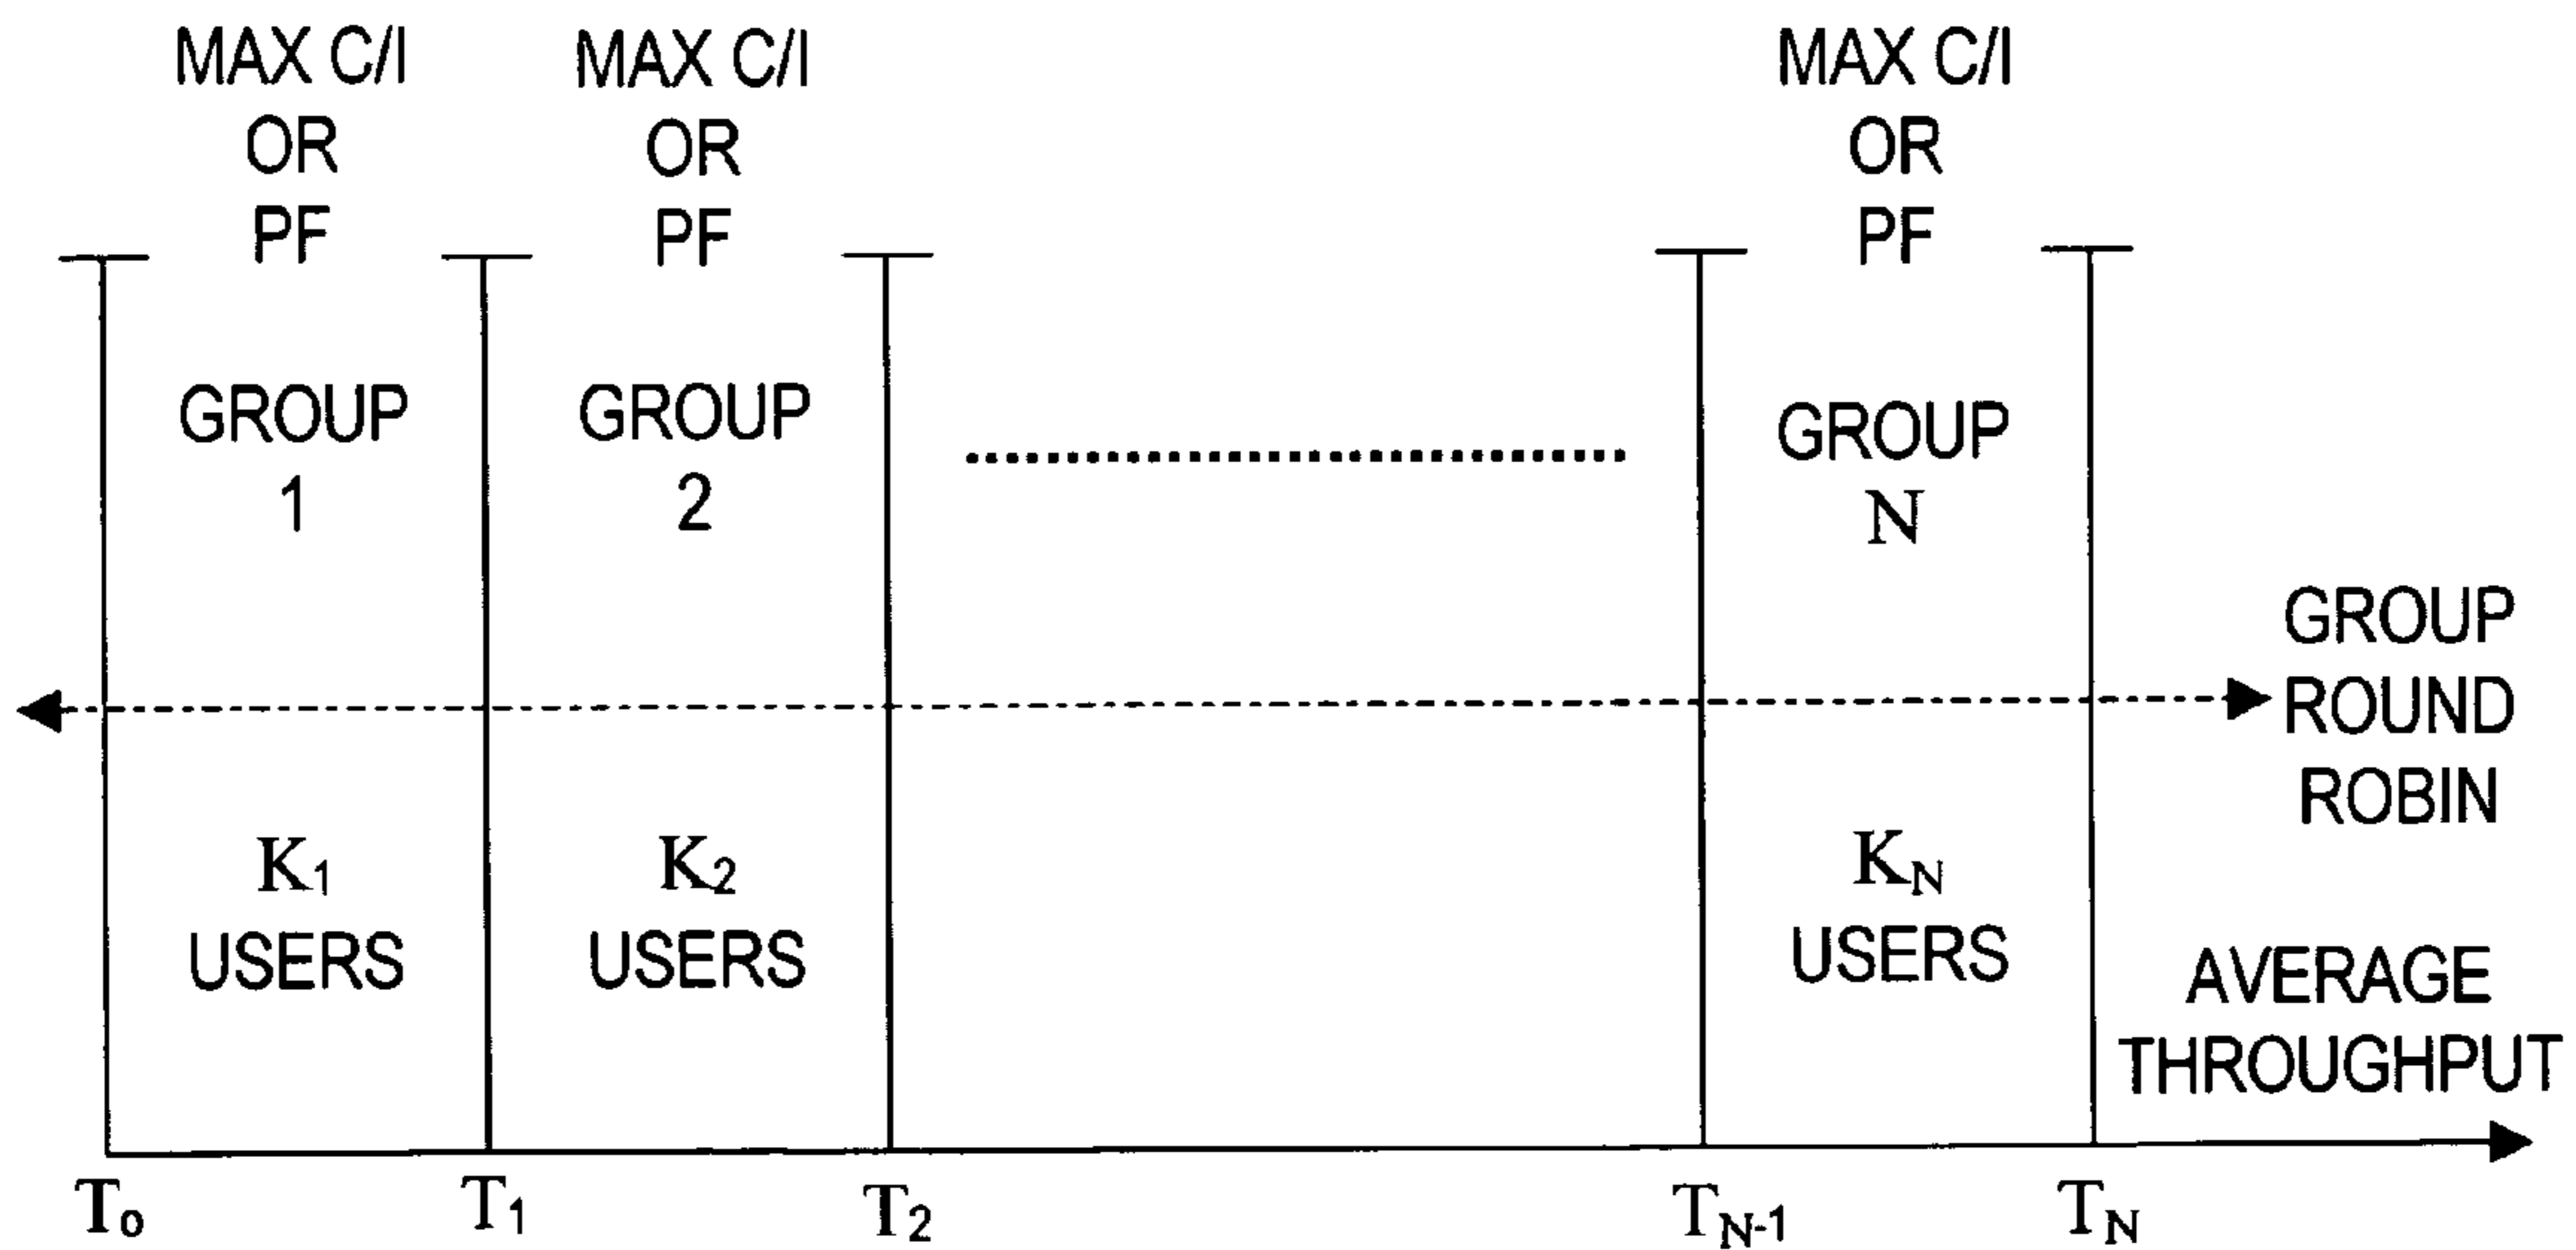 MAX C/I
OR
PF
MAX C/I
OR
PF
MAX C/I
OR
PF
GROUP
1
GROUP
2
GROUP
N
GROUP
ROUND
ROBIN
K1
USERS
K2
USERS
KN
USERS
AVERAGE
THROUGHPUT
T0
T1
T2
TN-1
TN